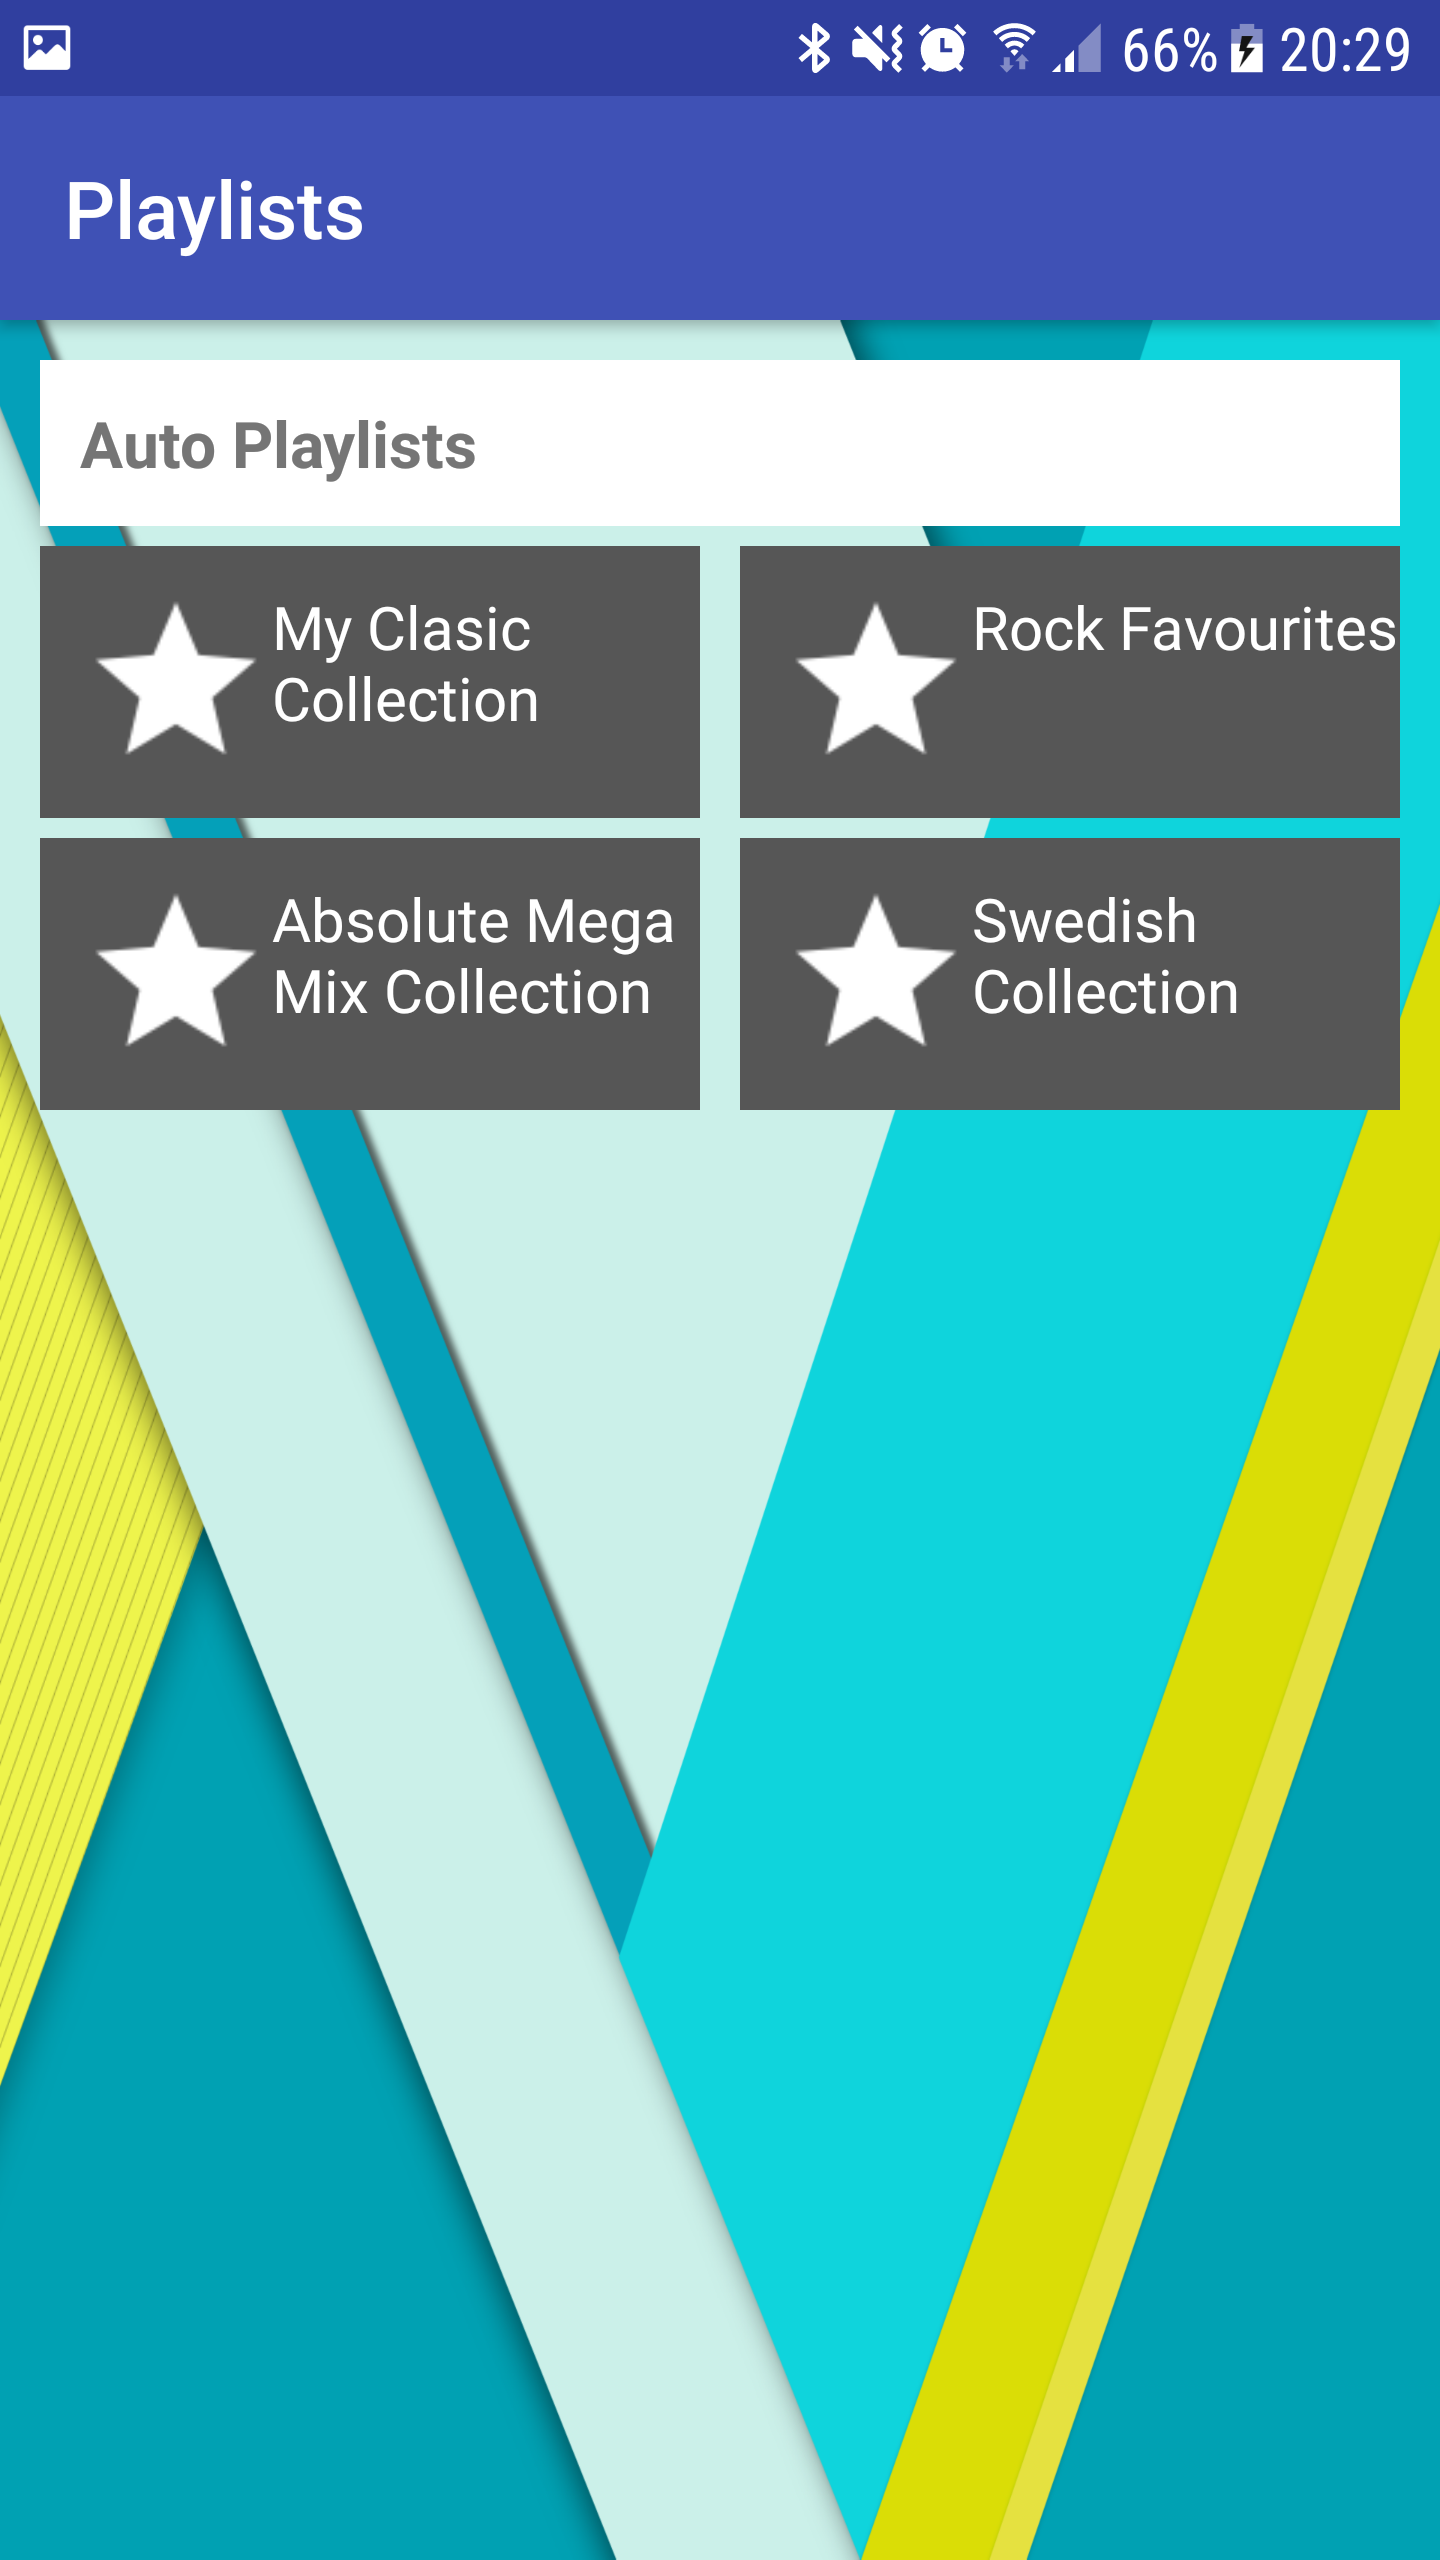 66% 20:29
Playlists
Auto Playlists
My Clasic
Collection
Rock Favourites
Absolute Mega
Mix Collection
Swedish
Collection